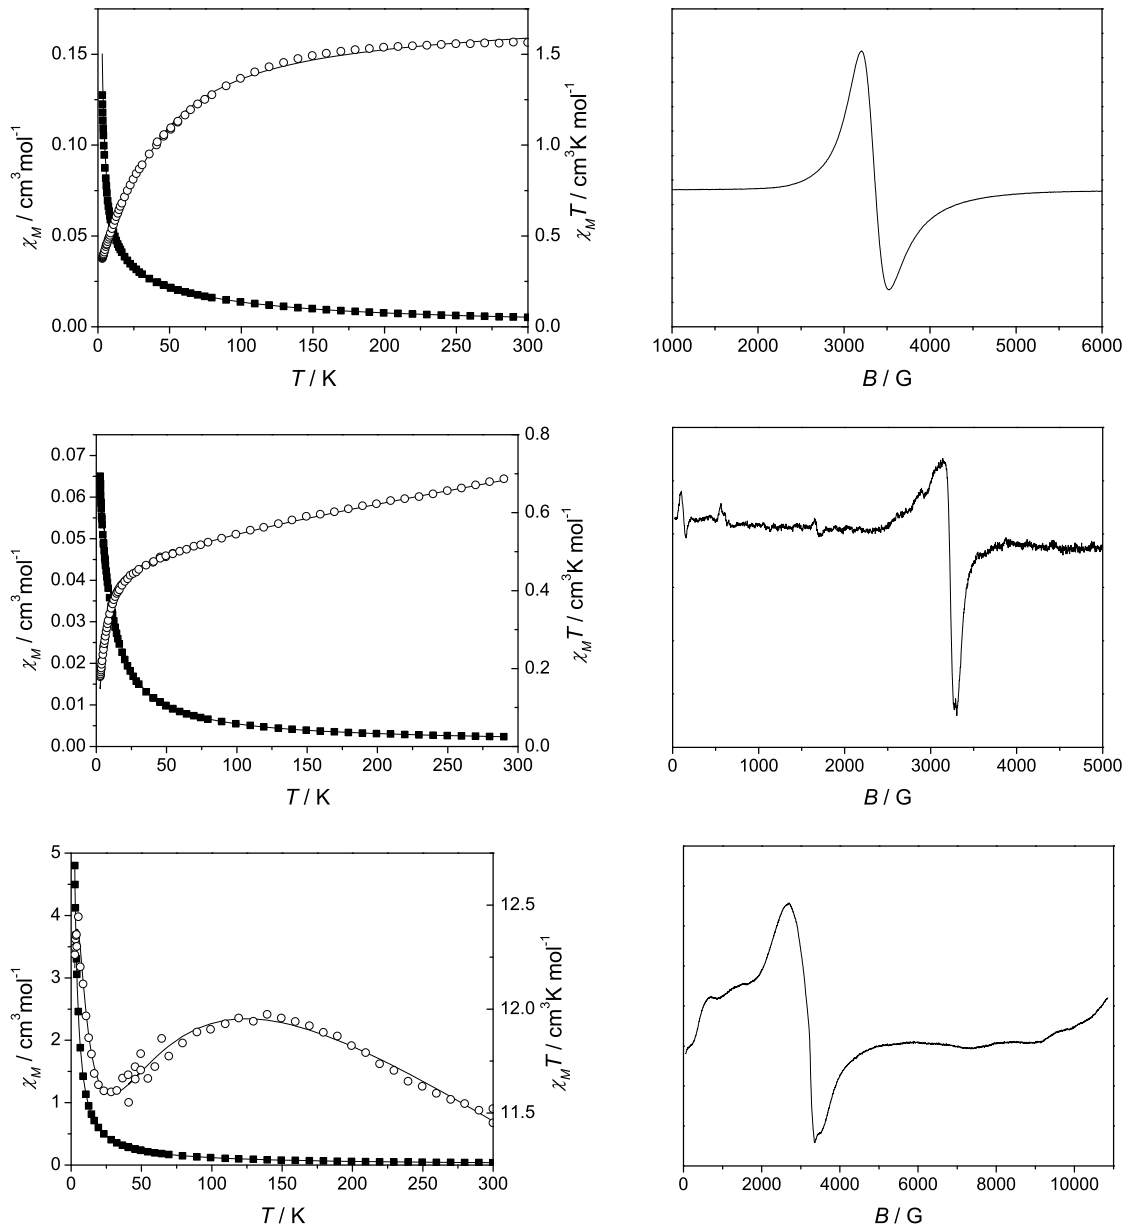 0.15
0.10
0.05
0.00
χM / cm3mol-1
1.5
1.0
0.5
0.0
χMT / cm3K mol-1
0 50 100 150 200 250 300
T / K
1000 2000 3000 4000 5000 6000
B / G
0.07
0.06
0.05
0.04
0.03
0.02
0.01
0.00
χM / cm3mol-1
0.8
0.6
0.4
0.2
0.0
χMT / cm3K mol-1
0 50 100 150 200 250 300
T / K
0 1000 2000 3000 4000 5000
B / G
5
4
3
2
1
0
χM / cm3mol-1
12.5
12.0
11.5
χMT / cm3K mol-1
0 50 100 150 200 250 300
T / K
0 2000 4000 6000 8000 10000
B / G